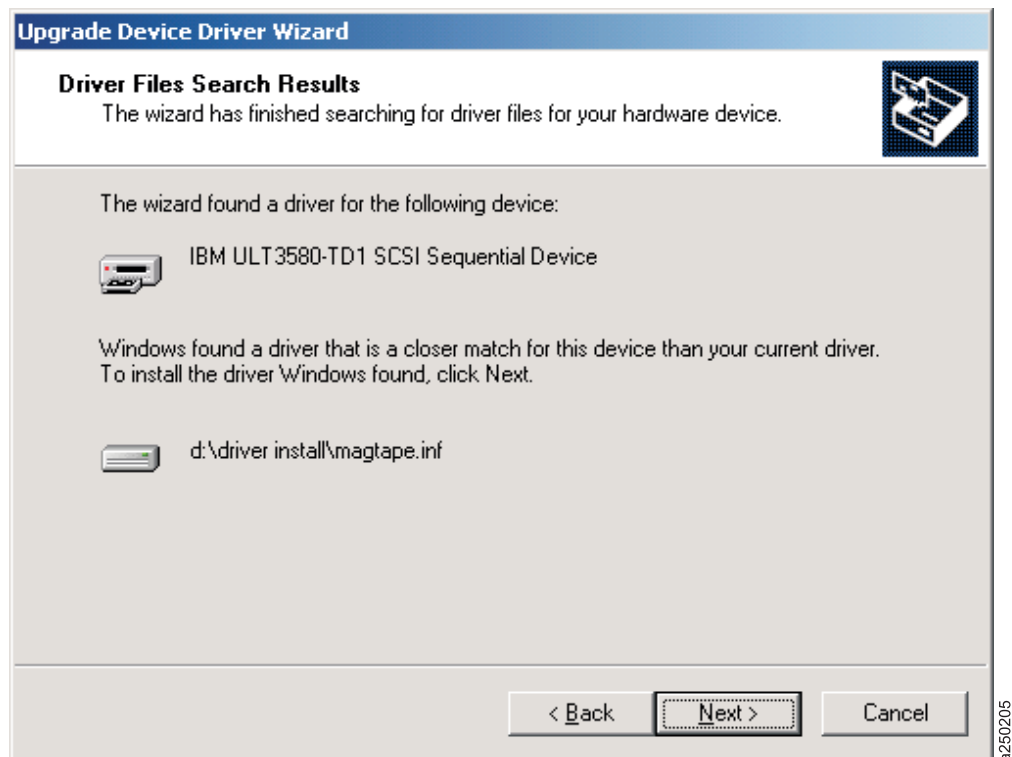 Upgrade Device Driver Wizard
Driver Files Search Results
The wizard has finished searching for driver files for your hardware device.
The wizard found a driver for the following device:
IBM ULT3580-TD1 SCSI Sequential Device
Windows found a driver that is a closer match for this device than your current driver.
To install the driver Windows found, click Next.
d:\driver install\magtape.inf
< Back
Next >
Cancel
a250205